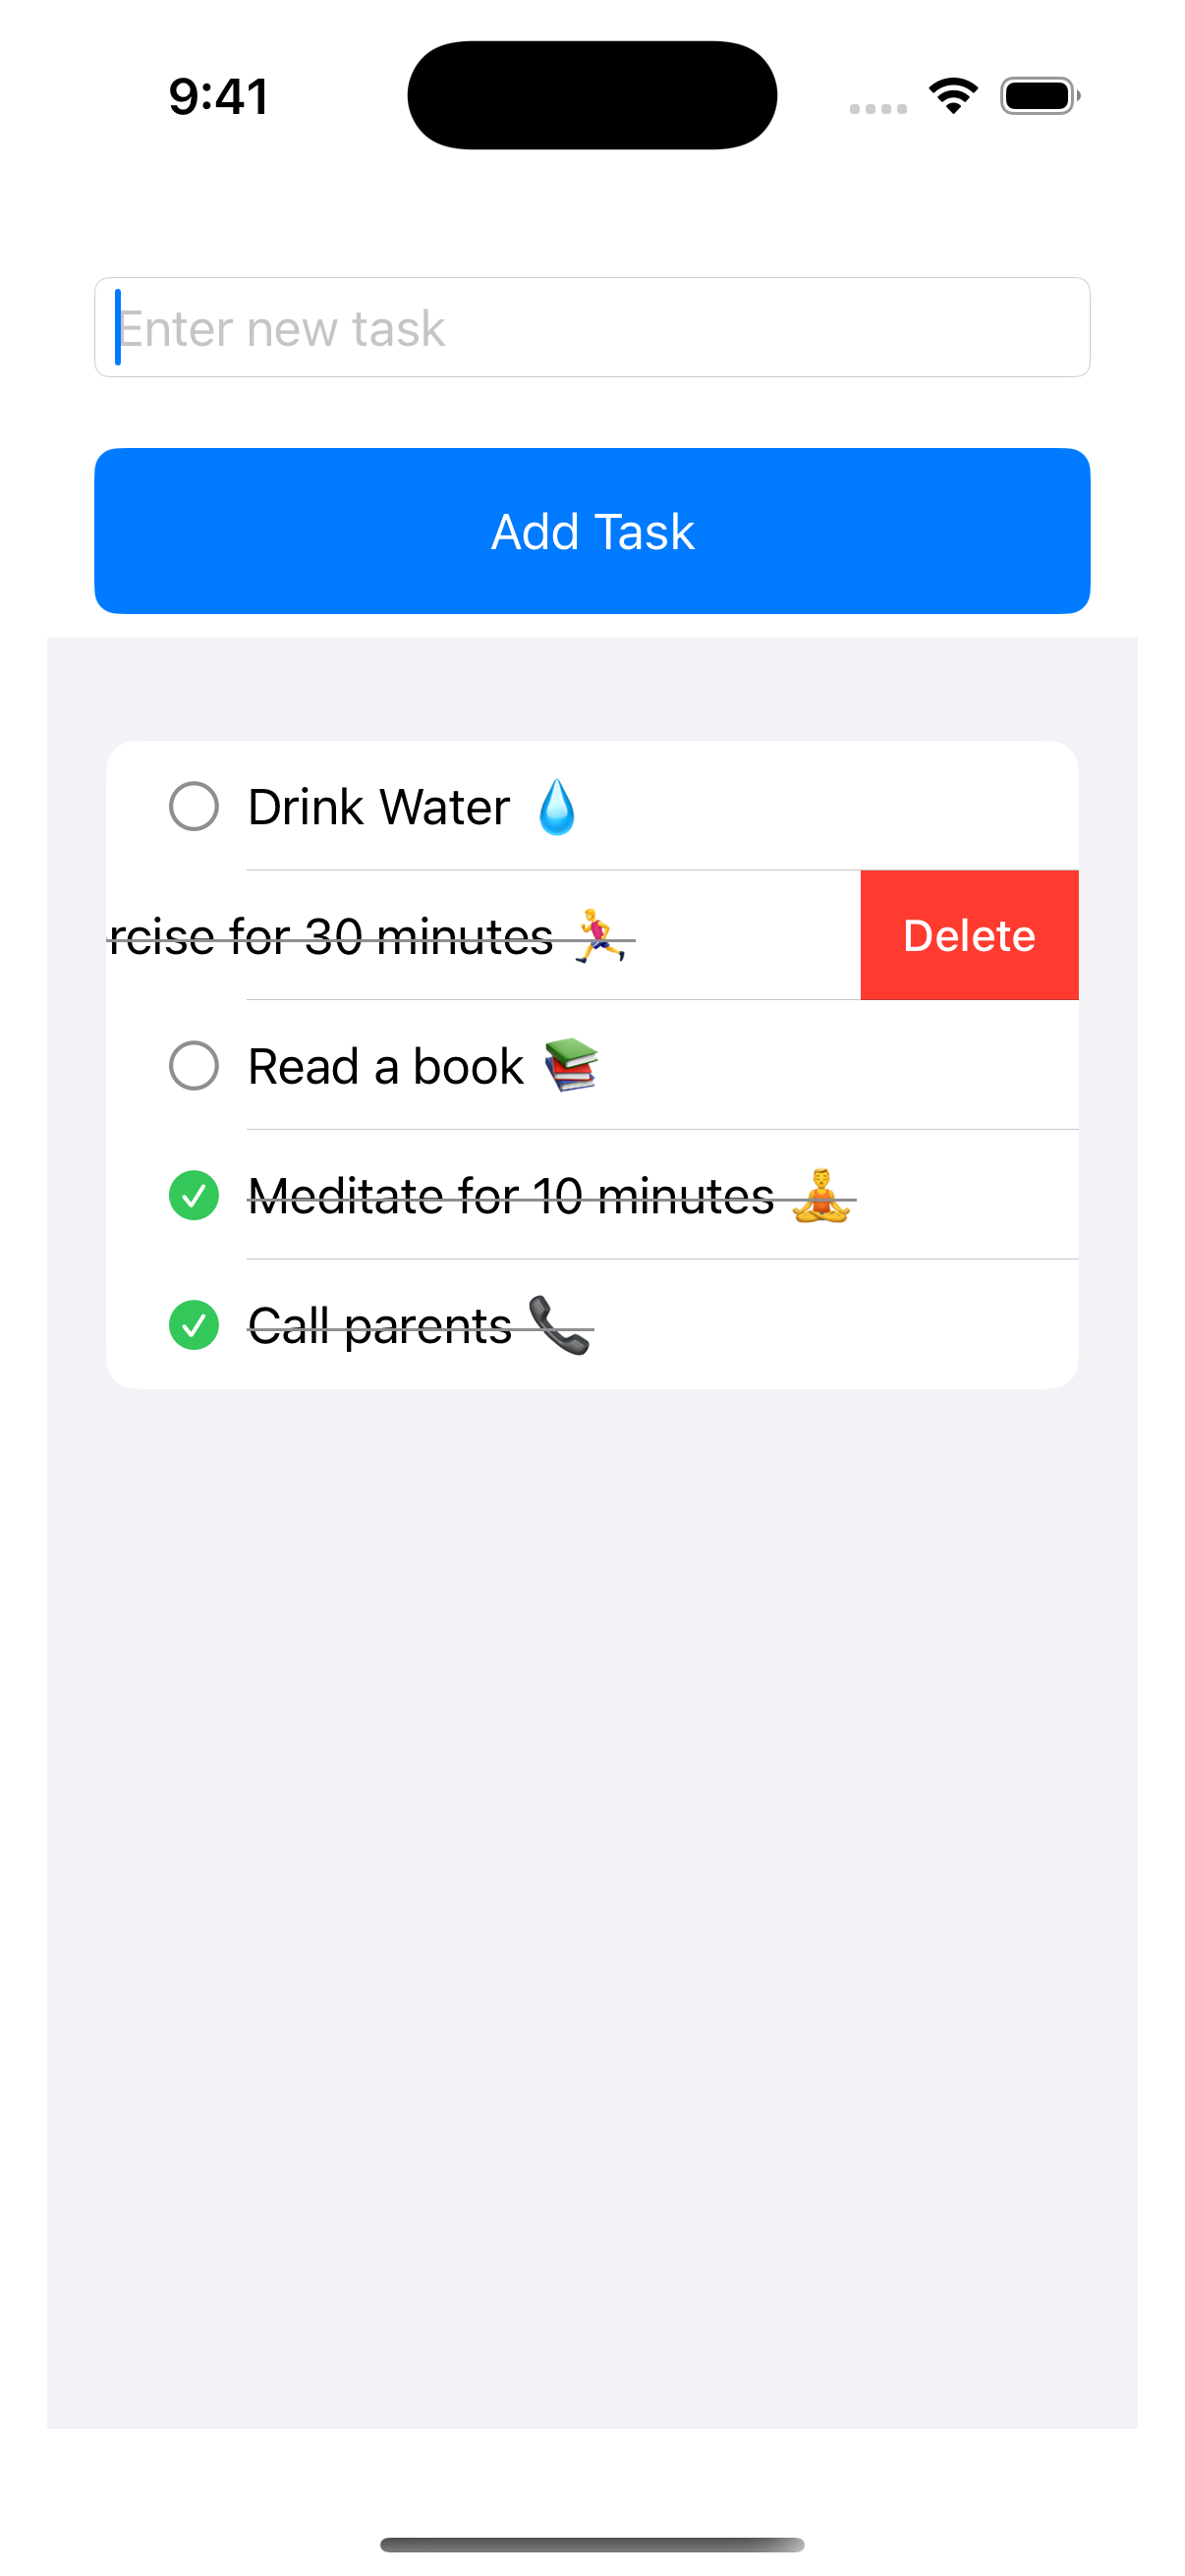 9:41
Enter new task
Add Task
Drink Water 💧
rcise for 30 minutes 🏃
Delete
Read a book 📚
Meditate for 10 minutes 🧘
Call parents 📞